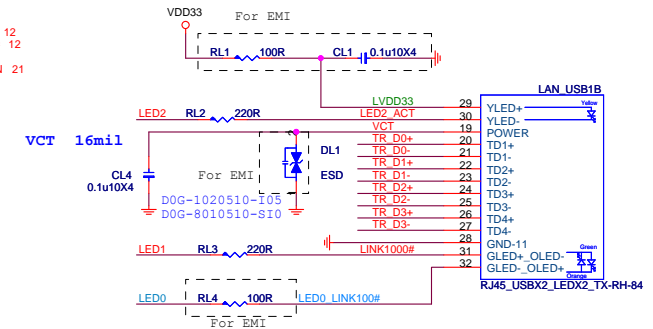 12
12
N 21
VDD33
For EMI
RL1 100R CL1 0.1u10X4
LAN_USB1B
Yellow
LVDD33 29 YLED+
LED2 RL2 220R LED2_ACT 30 YLED-
VCT 19 POWER
VCT 16mil
TR_D0+ 20 TD1+
TR_D0- 21 TD1-
TR_D1+ 22 TD2+
TR_D1- 23 TD2-
TR_D2+ 24 TD3+
TR_D2- 25 TD3-
TR_D3+ 26 TD4+
TR_D3- 27 TD4-
2
DL1
For EMI
ESD
1
CL4
0.1u10X4
D0G-1020510-I05
D0G-8010510-SI0
28 GND-11
Green
LED1 RL3 220R LINK1000# 31 GLED+_OLED-
32 GLED-_OLED+
Orange
RJ45_USBX2_LEDX2_TX-RH-84
LED0 RL4 100R LED0_LINK100#
For EMI